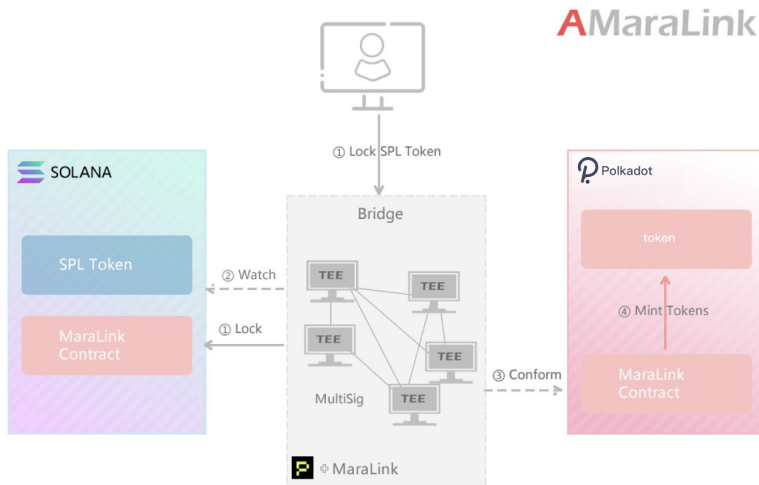 AMaraLink
① Lock SPL Token
SOLANA
Polkadot
Bridge
SPL Token
token
TEE
TEE
② Watch
④ Mint Tokens
① Lock
MaraLink
Contract
TEE
TEE
③ Conform
MaraLink
Contract
MultiSig
TEE
P + MaraLink